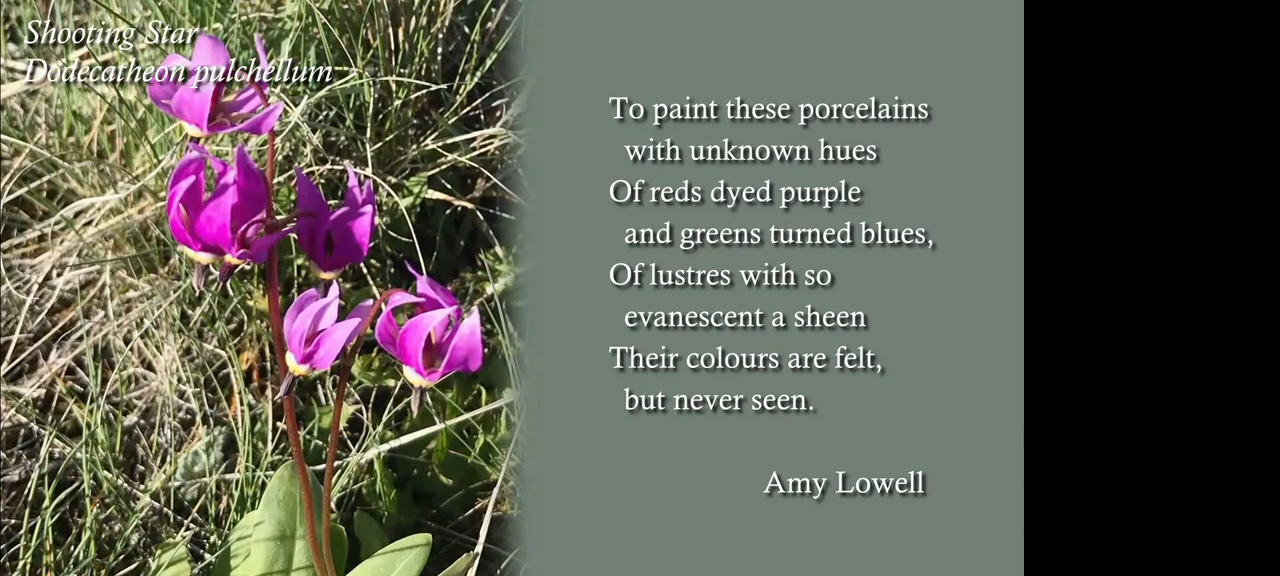 Shooting Star
Dodecatheon pulchellum
To paint these porcelains
with unknown hues
Of reds dyed purple
and greens turned blues,
Of lustres with so
evanescent a sheen
Their colours are felt,
but never seen.
Amy Lowell